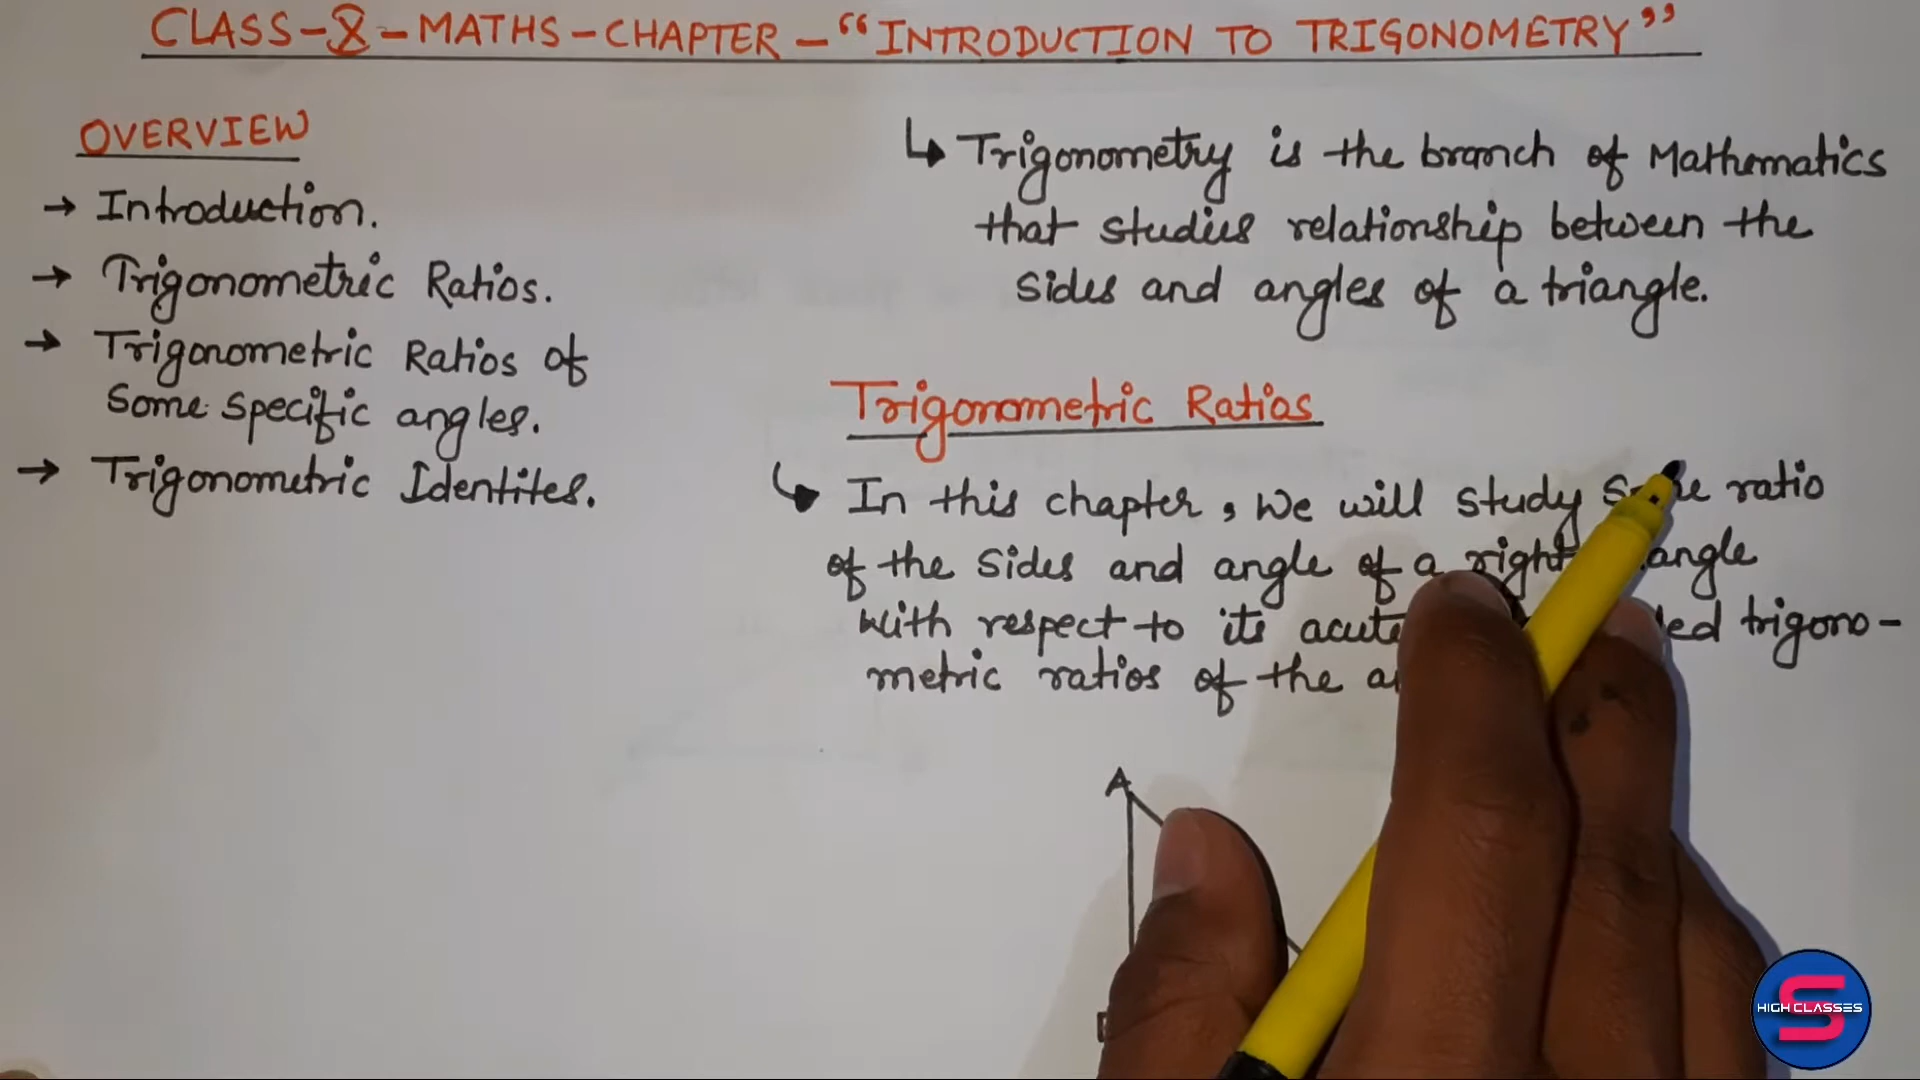 CLASS-X-MATHS-CHAPTER-“INTRODUCTION TO TRIGONOMETRY”
OVERVIEW
→ Introduction.
→ Trigonometric Ratios.
→ Trigonometric Ratios of
Some specific angles.
→ Trigonometric Identites.
↳ Trigonometry is the branch of Mathematics
that studies relationship between the
sides and angles of a triangle.
Trigonometric Ratios
↳ In this chapter, We will study ratio
of the Sides and angle of a right angle
With respect to its acute trigono-
metric ratios of the
A
S
HIGH CLASSES